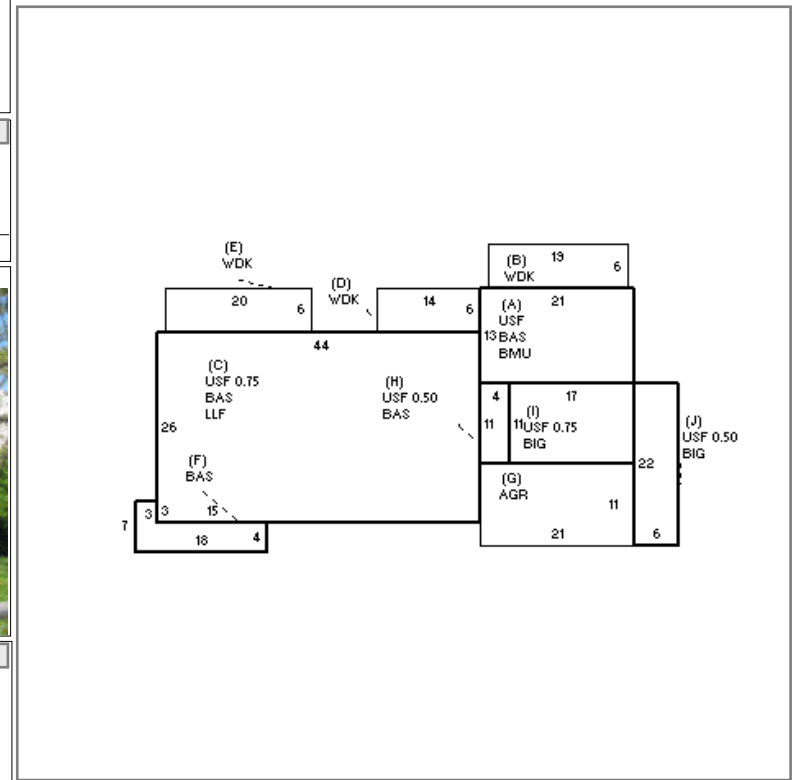 (E)
WDK
(B)
WDK
19
6
(D)
WDK
20
6
14
6
(A)
USF
BAS
BMU
21
13
44
(C)
USF 0.75
BAS
LLF
(H)
USF 0.50
BAS
4
11
17
11
(I)
USF 0.75
BIG
(J)
USF 0.50
BIG
26
22
(F)
BAS
(G)
AGR
11
7
3
3
15
18
4
21
6